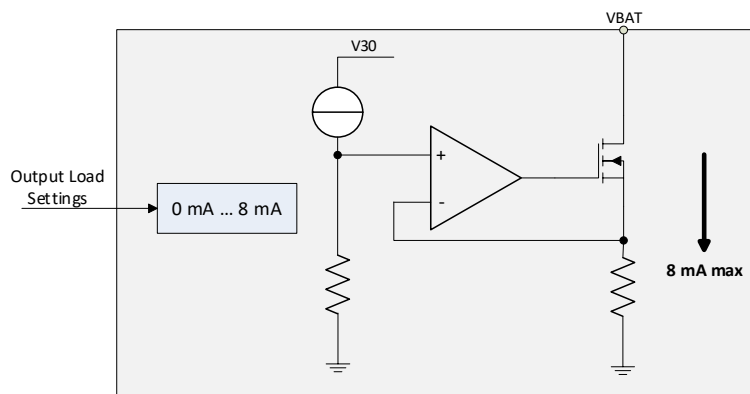 VBAT
V30
+
-
Output Load
Settings
0 mA ... 8 mA
8 mA max